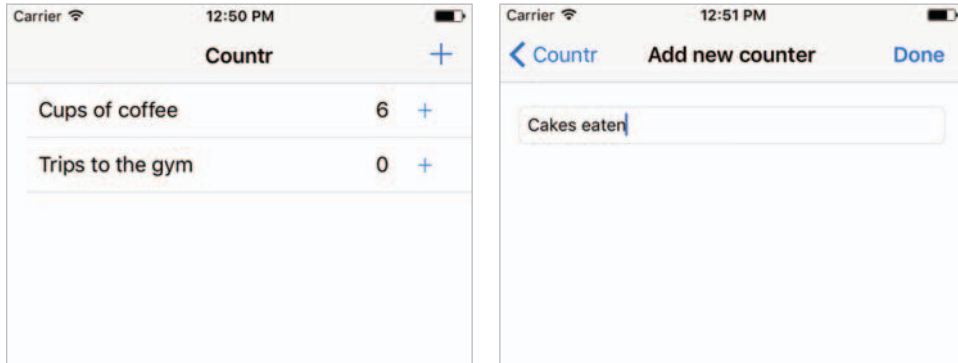 Carrier 12:50 PM
Countr +
Cups of coffee 6 +
Trips to the gym 0 +
Carrier 12:51 PM
Countr Add new counter Done
Cakes eaten